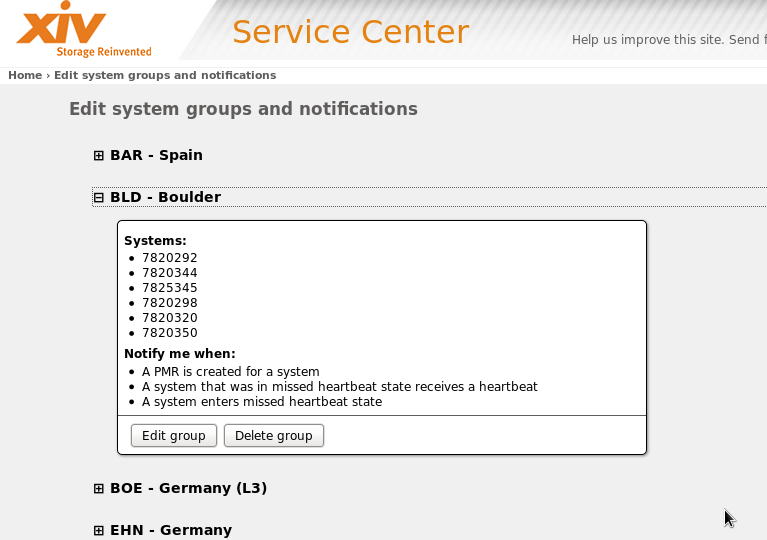 XIV
Storage Reinvented
Service Center
Help us improve this site. Send f
Home › Edit system groups and notifications
Edit system groups and notifications
BAR - Spain
BLD - Boulder
Systems:
• 7820292
• 7820344
• 7825345
• 7820298
• 7820320
• 7820350
Notify me when:
• A PMR is created for a system
• A system that was in missed heartbeat state receives a heartbeat
• A system enters missed heartbeat state
Edit group Delete group
BOE - Germany (L3)
EHN - Germany